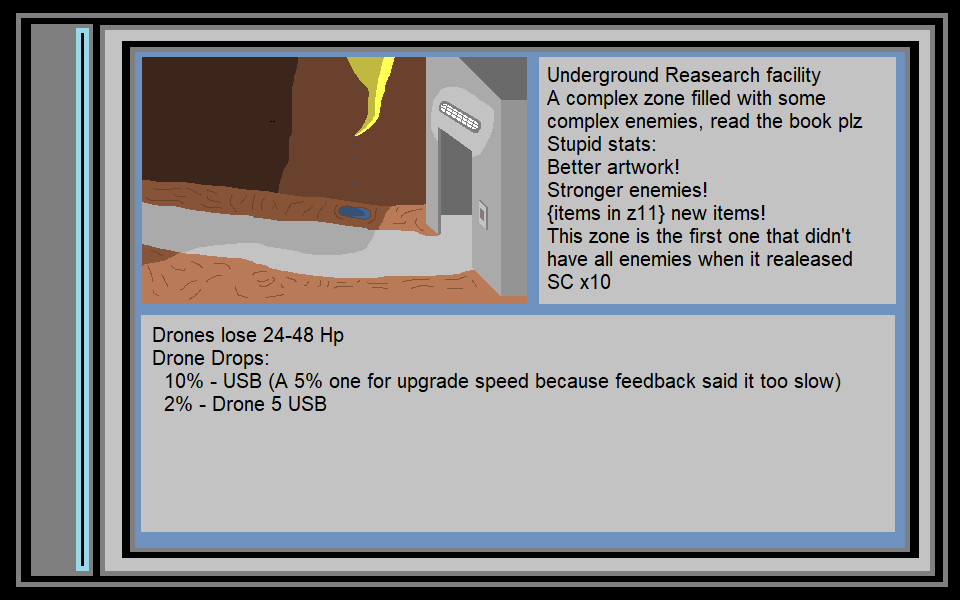 Underground Reasearch facility
A complex zone filled with some
complex enemies, read the book plz
Stupid stats:
Better artwork!
Stronger enemies!
{items in z11} new items!
This zone is the first one that didn't
have all enemies when it realeased
SC x10
Drones lose 24-48 Hp
Drone Drops:
10% - USB (A 5% one for upgrade speed because feedback said it too slow)
2% - Drone 5 USB